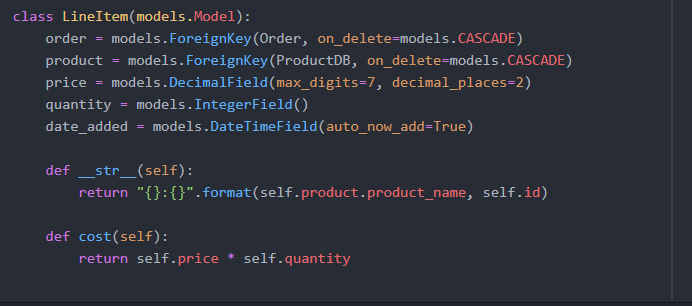 class LineItem(models.Model):
    order = models.ForeignKey(Order, on_delete=models.CASCADE)
    product = models.ForeignKey(ProductDB, on_delete=models.CASCADE)
    price = models.DecimalField(max_digits=7, decimal_places=2)
    quantity = models.IntegerField()
    date_added = models.DateTimeField(auto_now_add=True)

    def __str__(self):
        return "{}:{}".format(self.product.product_name, self.id)

    def cost(self):
        return self.price * self.quantity